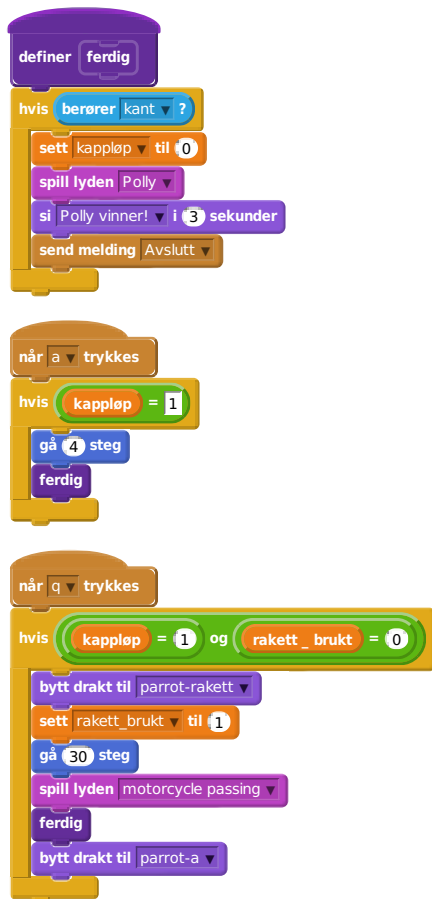 definer ferdig
hvis berører kant ▼ ?
sett kappløp ▼ til 0
spill lyden Polly ▼
si Polly vinner! ▼ i 3 sekunder
send melding Avslutt ▼
når a ▼ trykkes
hvis kappløp = 1
gå 4 steg
ferdig
når q ▼ trykkes
hvis kappløp = 1 og rakett_brukt = 0
bytt drakt til parrot-rakett ▼
sett rakett_brukt ▼ til 1
gå 30 steg
spill lyden motorcycle passing ▼
ferdig
bytt drakt til parrot-a ▼